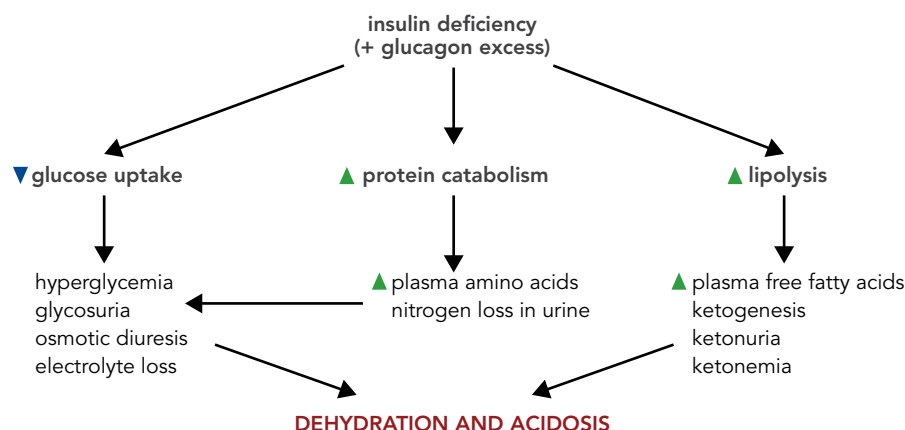 insulin deficiency
(+ glucagon excess)
glucose uptake
protein catabolism
lipolysis
hyperglycemia
glycosuria
osmotic diuresis
electrolyte loss
plasma amino acids
nitrogen loss in urine
plasma free fatty acids
ketogenesis
ketonuria
ketonemia
DEHYDRATION AND ACIDOSIS